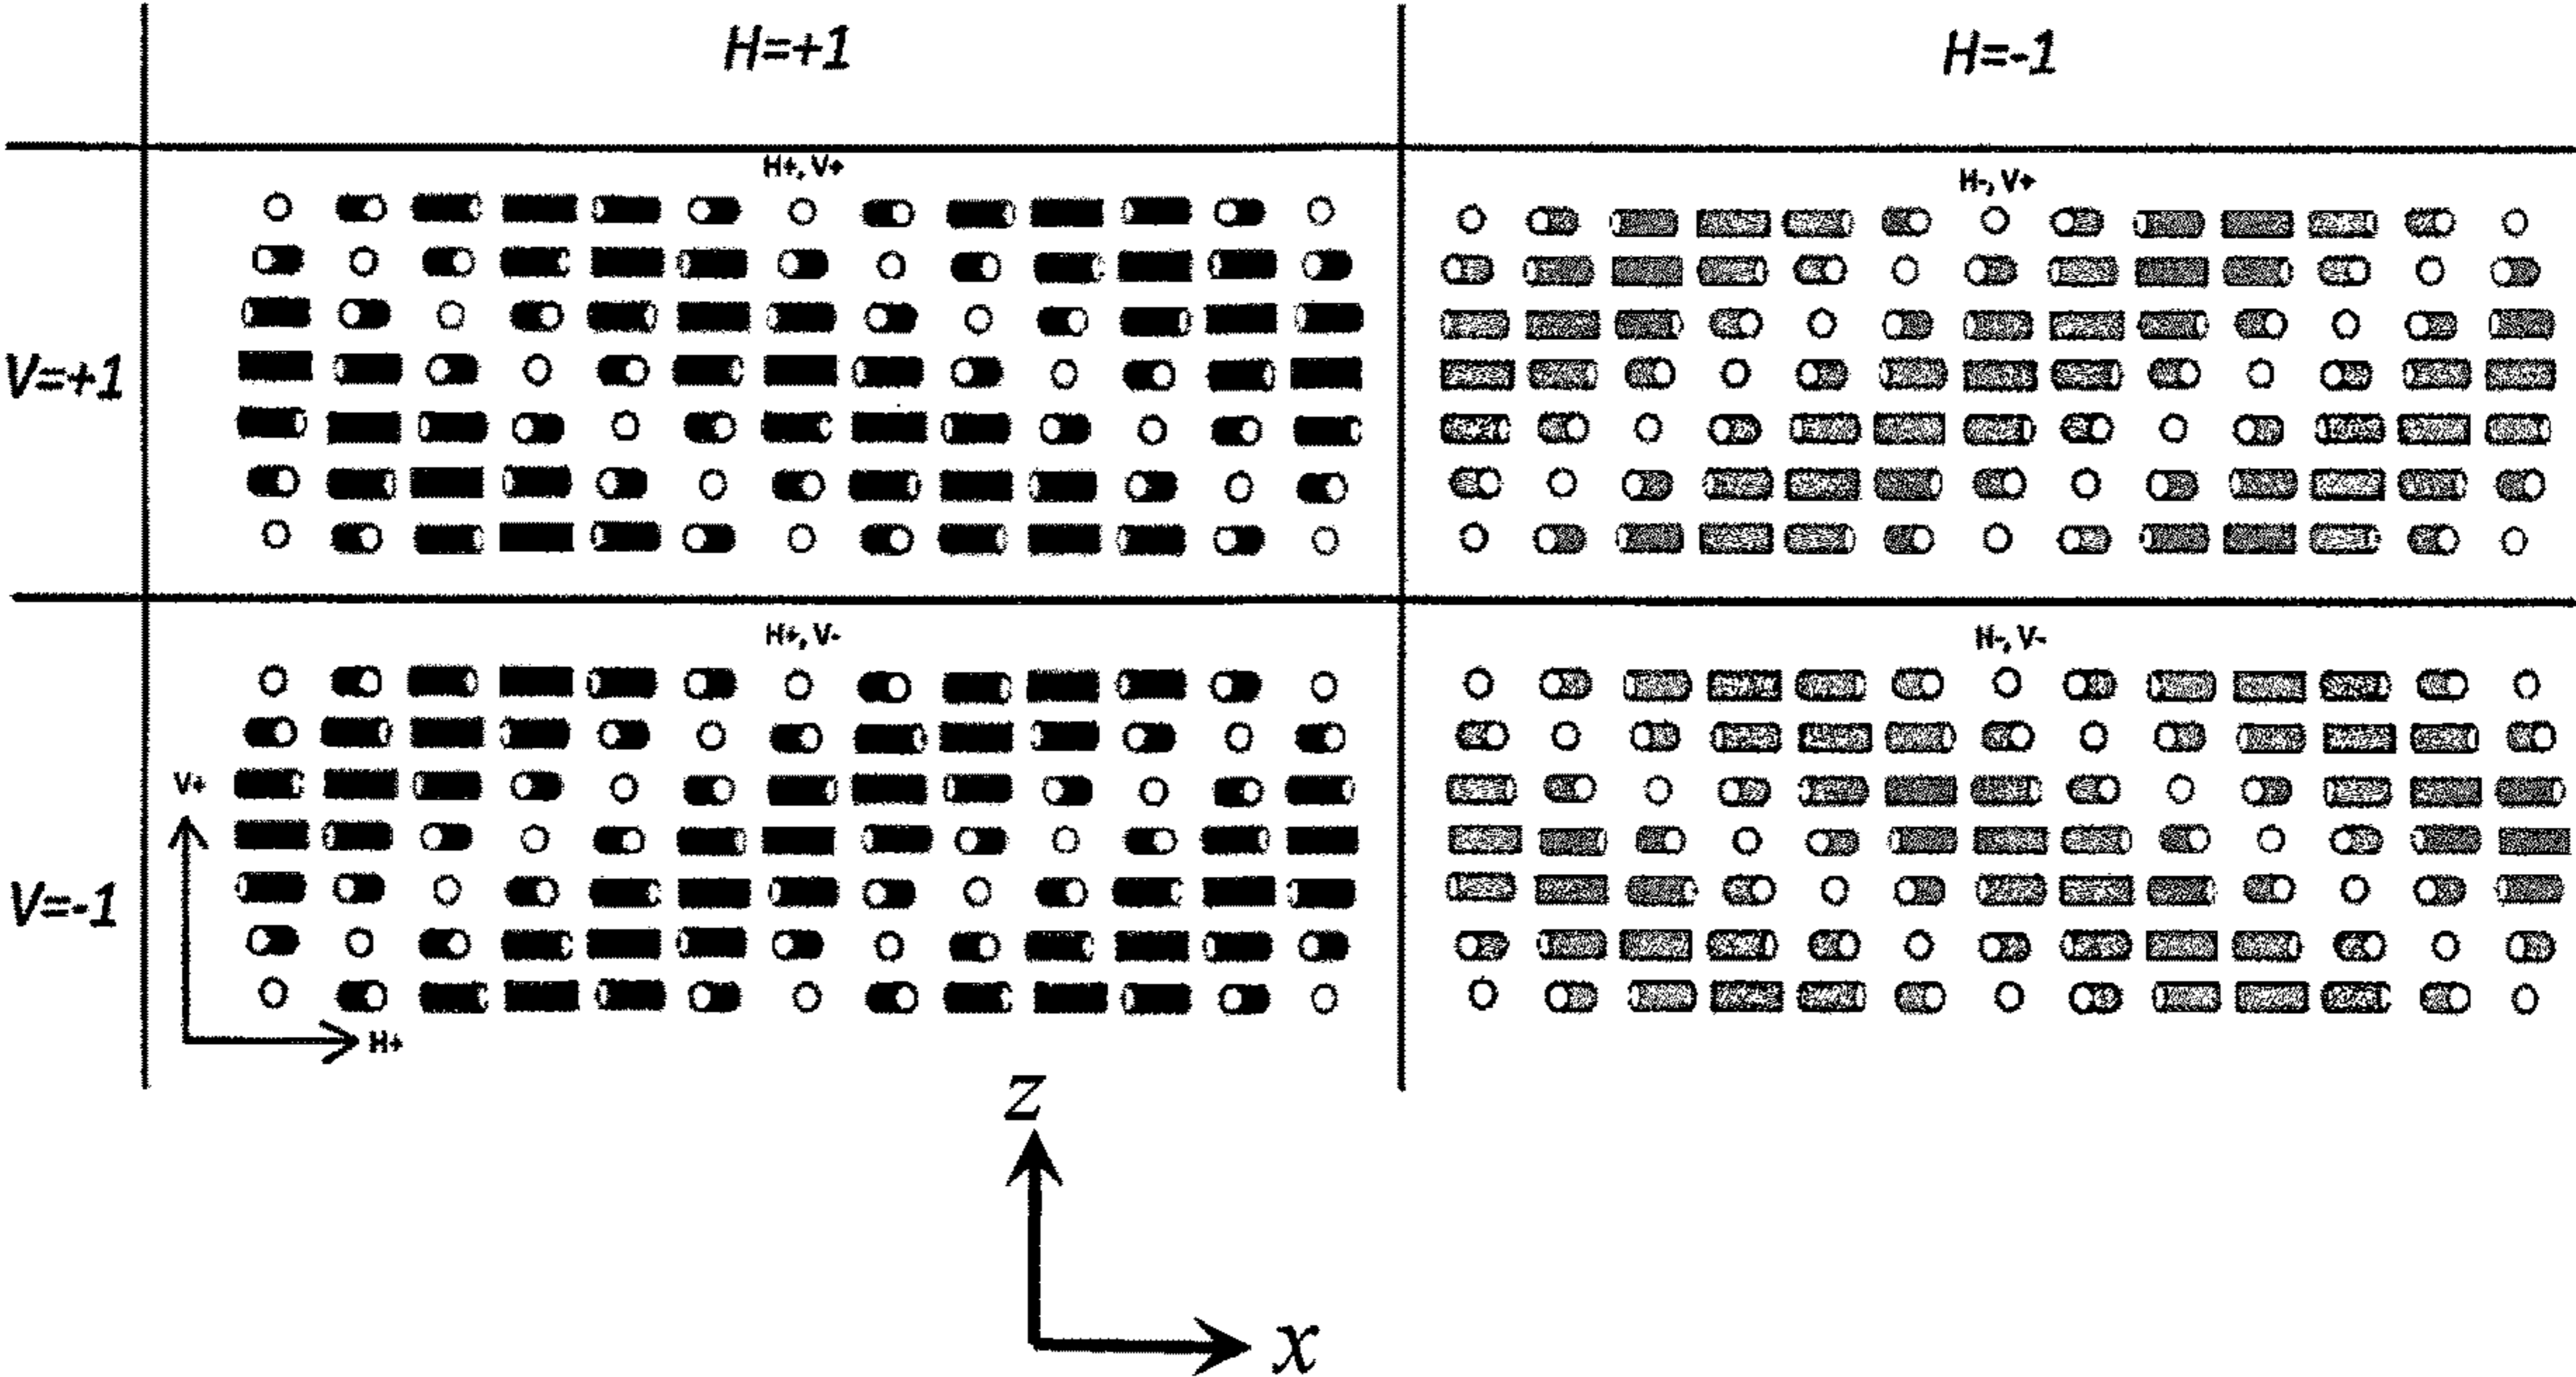 H=+1
H=-1
H+, V+
H-, V+
V=+1
H+, V-
H-, V-
V+
V=-1
H+
z
x